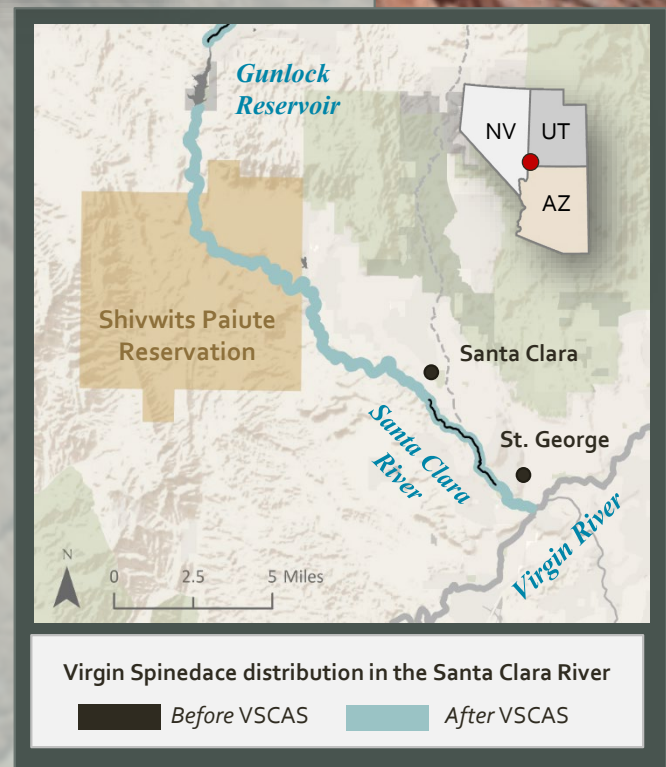 Gunlock
Reservoir
NV
UT
AZ
Shivwits Paiute
Reservation
Santa Clara
Santa Clara
River
St. George
Virgin River
N
0 2.5 5 Miles
Virgin Spinedace distribution in the Santa Clara River
Before VSCAS
After VSCAS